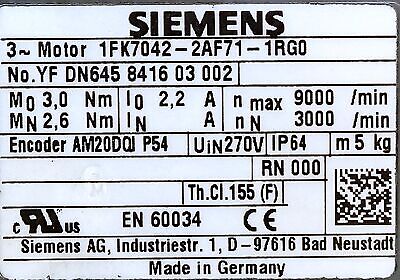 SIEMENS
3~ Motor 1FK7042-2AF71-1RG0
No.YF DN645 8416 03 002
M0 3,0 Nm I0 2,2 A n max 9000 /min
MN 2,6 Nm IN A nN 3000 /min
Encoder AM20DQI P54 UIN270V IP64 m 5 kg
RN 000
Th.Cl.155 (F)
c RU us EN 60034 CE
Siemens AG, Industriestr. 1, D-97616 Bad Neustadt
Made in Germany